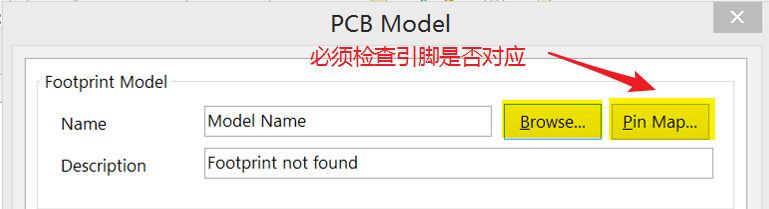 PCB Model
必须检查引脚是否对应
Footprint Model
Name
Model Name
Browse...
Pin Map...
Description
Footprint not found